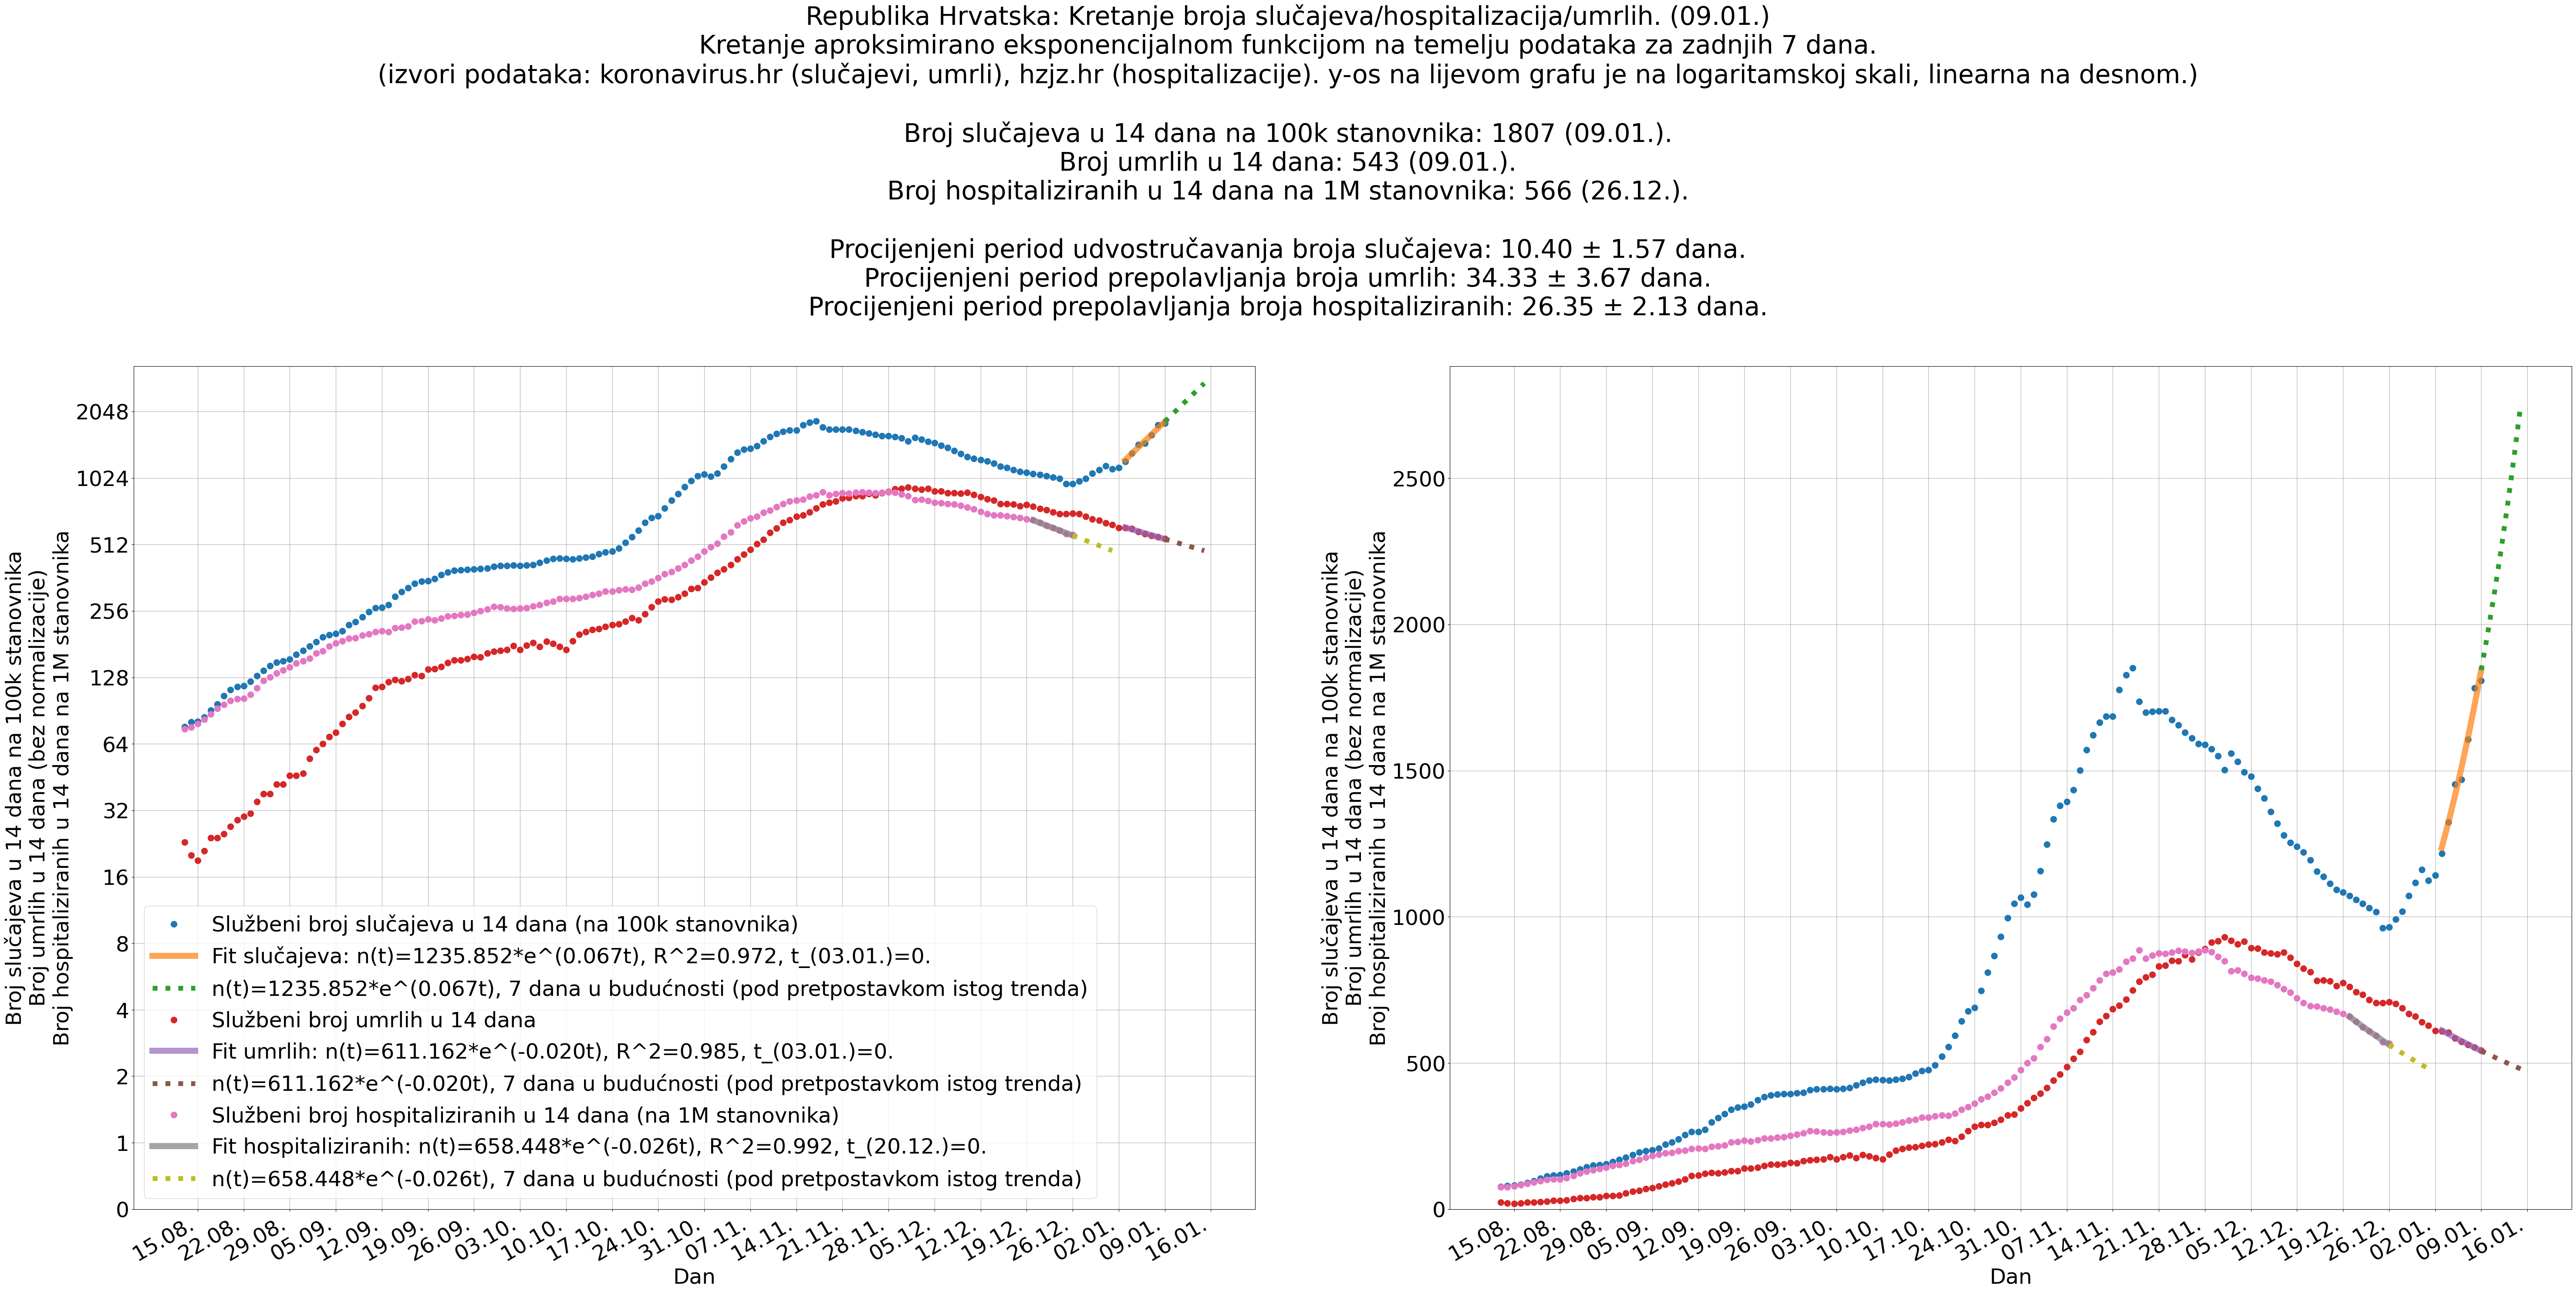 Republika Hrvatska: Kretanje broja slučajeva/hospitalizacija/umrlih. (09.01.)
Kretanje aproksimirano eksponencijalnom funkcijom na temelju podataka za zadnjih 7 dana.
(izvori podataka: koronavirus.hr (slučajevi, umrli), hzjz.hr (hospitalizacije). y-os na lijevom grafu je na logaritamskoj skali, linearna na desnom.)
Broj slučajeva u 14 dana na 100k stanovnika: 1807 (09.01.).
Broj umrlih u 14 dana: 543 (09.01.).
Broj hospitaliziranih u 14 dana na 1M stanovnika: 566 (26.12.).
Procijenjeni period udvostručavanja broja slučajeva: 10.40 ± 1.57 dana.
Procijenjeni period prepolavljanja broja umrlih: 34.33 ± 3.67 dana.
Procijenjeni period prepolavljanja broja hospitaliziranih: 26.35 ± 2.13 dana.
Broj slučajeva u 14 dana na 100k stanovnika
Broj umrlih u 14 dana (bez normalizacije)
Broj hospitaliziranih u 14 dana na 1M stanovnika
2048
1024
512
256
128
64
32
16
8
4
2
1
0
Službeni broj slučajeva u 14 dana (na 100k stanovnika)
Fit slučajeva: n(t)=1235.852*e^(0.067t), R^2=0.972, t_(03.01.)=0.
n(t)=1235.852*e^(0.067t), 7 dana u budućnosti (pod pretpostavkom istog trenda)
Službeni broj umrlih u 14 dana
Fit umrlih: n(t)=611.162*e^(-0.020t), R^2=0.985, t_(03.01.)=0.
n(t)=611.162*e^(-0.020t), 7 dana u budućnosti (pod pretpostavkom istog trenda)
Službeni broj hospitaliziranih u 14 dana (na 1M stanovnika)
Fit hospitaliziranih: n(t)=658.448*e^(-0.026t), R^2=0.992, t_(20.12.)=0.
n(t)=658.448*e^(-0.026t), 7 dana u budućnosti (pod pretpostavkom istog trenda)
15.08. 22.08. 29.08. 05.09. 12.09. 19.09. 26.09. 03.10. 10.10. 17.10. 24.10. 31.10. 07.11. 14.11. 21.11. 28.11. 05.12. 12.12. 19.12. 26.12. 02.01. 09.01. 16.01.
Dan
Broj slučajeva u 14 dana na 100k stanovnika
Broj umrlih u 14 dana (bez normalizacije)
Broj hospitaliziranih u 14 dana na 1M stanovnika
2500
2000
1500
1000
500
0
15.08. 22.08. 29.08. 05.09. 12.09. 19.09. 26.09. 03.10. 10.10. 17.10. 24.10. 31.10. 07.11. 14.11. 21.11. 28.11. 05.12. 12.12. 19.12. 26.12. 02.01. 09.01. 16.01.
Dan